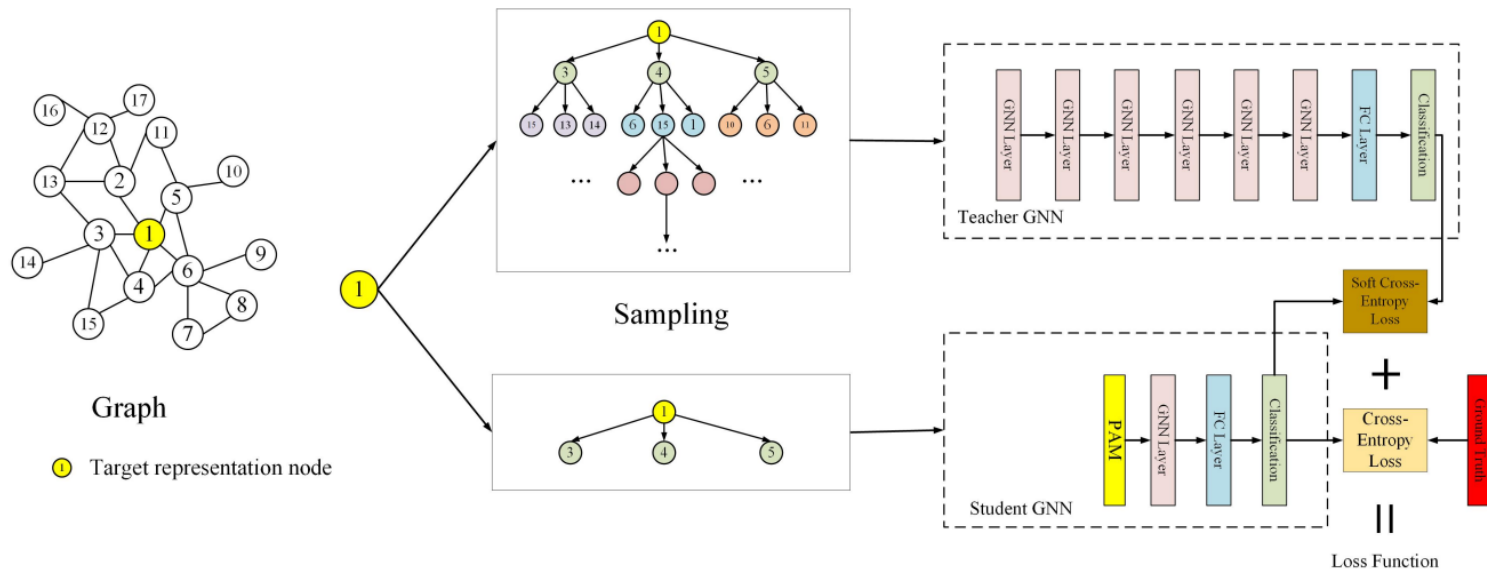 16
17
12
11
13
2
10
5
3
1
14
6
9
4
8
15
7
Graph
1 Target representation node
1
1
3
4
5
15
13
14
6
15
1
10
6
11
...
...
...
Sampling
1
3
4
5
GNN Layer
GNN Layer
GNN Layer
GNN Layer
GNN Layer
GNN Layer
FC Layer
Classification
Teacher GNN
Soft Cross-
Entropy
Loss
+
PAM
GNN Layer
FC Layer
Classification
Student GNN
Cross-
Entropy
Loss
Ground Truth
=
Loss Function